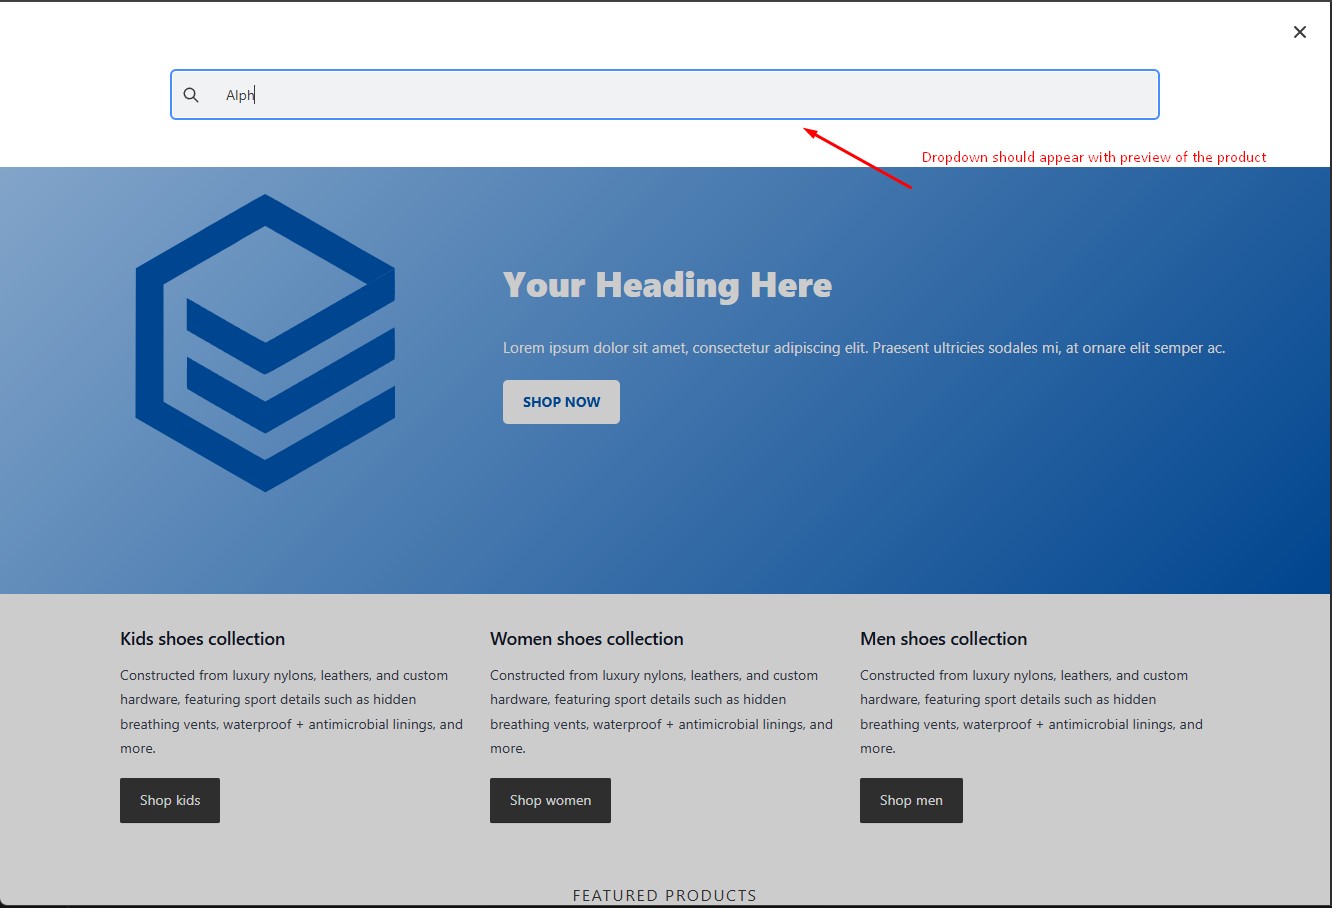 Alph
Dropdown should appear with preview of the product
Your Heading Here
Lorem ipsum dolor sit amet, consectetur adipiscing elit. Praesent ultricies sodales mi, at ornare elit semper ac.
SHOP NOW
Kids shoes collection
Constructed from luxury nylons, leathers, and custom
hardware, featuring sport details such as hidden
breathing vents, waterproof + antimicrobial linings, and
more.
Shop kids
Women shoes collection
Constructed from luxury nylons, leathers, and custom
hardware, featuring sport details such as hidden
breathing vents, waterproof + antimicrobial linings, and
more.
Shop women
Men shoes collection
Constructed from luxury nylons, leathers, and custom
hardware, featuring sport details such as hidden
breathing vents, waterproof + antimicrobial linings, and
more.
Shop men
FEATURED PRODUCTS